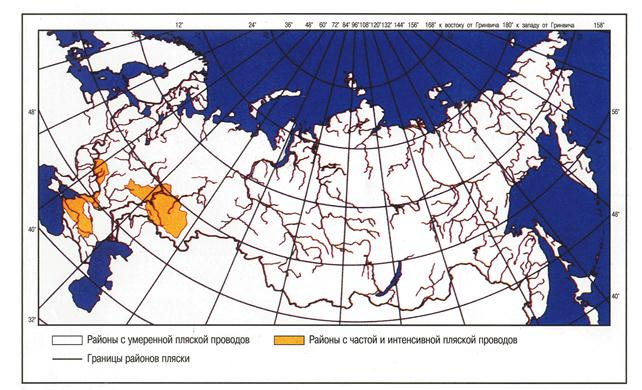 12° 24° 36° 48° 60° 72° 84° 96° 108° 120° 132° 144° 156° 168° к востоку от Гринвича 180° к западу от Гринвича 158°
48° 56°
48°
40°
40°
32°
Районы с умеренной пляской проводов Районы с частой и интенсивной пляской проводов
Границы районов пляски